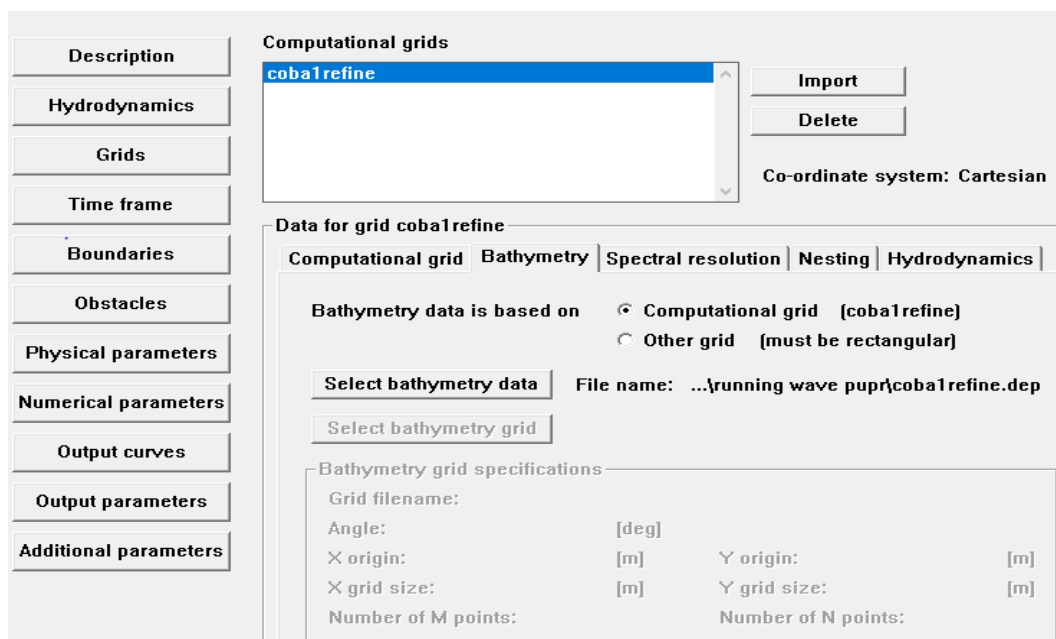 Description
Hydrodynamics
Grids
Time frame
Boundaries
Obstacles
Physical parameters
Numerical parameters
Output curves
Output parameters
Additional parameters
Computational grids
coba1refine
Import
Delete
Co-ordinate system: Cartesian
Data for grid coba1refine
Computational grid Bathymetry Spectral resolution Nesting Hydrodynamics
Bathymetry data is based on Computational grid (coba1refine)
Other grid (must be rectangular)
Select bathymetry data File name: ...\running wave pupr\coba1refine.dep
Select bathymetry grid
Bathymetry grid specifications
Grid filename:
Angle: [deg]
X origin: [m] Y origin: [m]
X grid size: [m] Y grid size: [m]
Number of M points: Number of N points: